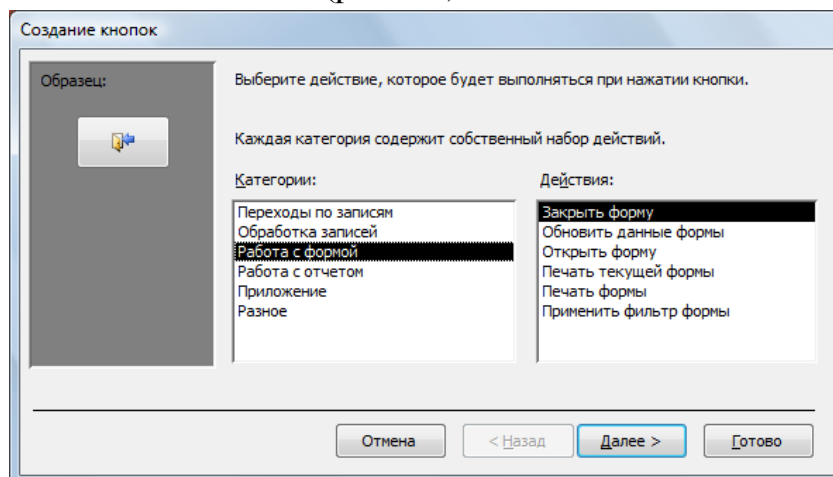 Создание кнопок
Образец:
Выберите действие, которое будет выполняться при нажатии кнопки.
Каждая категория содержит собственный набор действий.
Категории:
Действия:
Переходы по записям
Обработка записей
Работа с формой
Работа с отчетом
Приложение
Разное
Закрыть форму
Обновить данные формы
Открыть форму
Печать текущей формы
Печать формы
Применить фильтр формы
Отмена
< Назад
Далее >
Готово